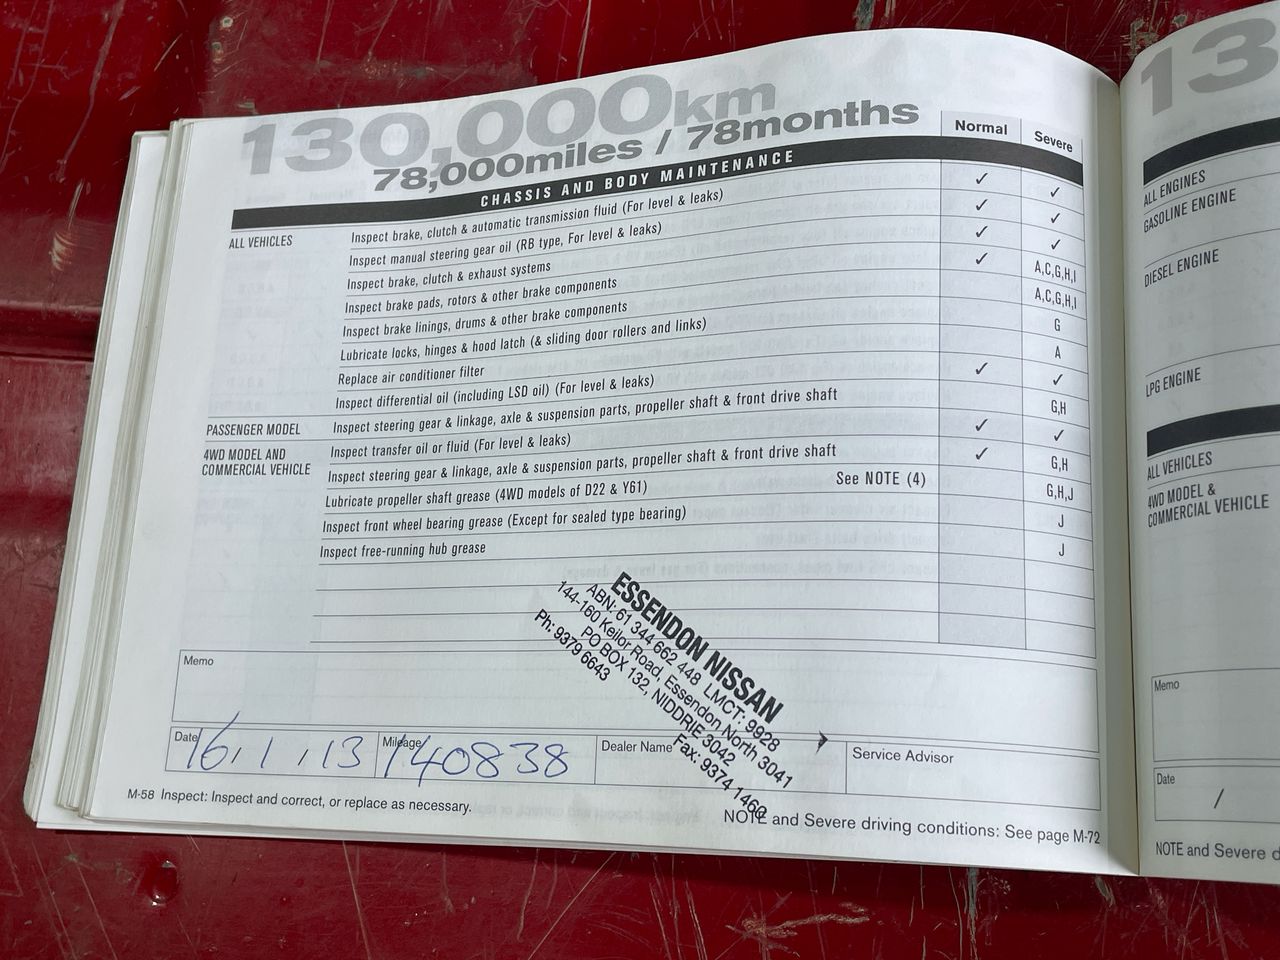 130,000km
78,000miles / 78months
Normal Severe
CHASSIS AND BODY MAINTENANCE
ALL VEHICLES Inspect brake, clutch & automatic transmission fluid (For level & leaks) ✓ ✓
Inspect manual steering gear oil (RB type, For level & leaks) ✓ ✓
Inspect brake, clutch & exhaust systems ✓ ✓
Inspect brake pads, rotors & other brake components ✓ A,C,G,H,I
Inspect brake linings, drums & other brake components A,C,G,H,I
Lubricate locks, hinges & hood latch (& sliding door rollers and links) G
Replace air conditioner filter A
Inspect differential oil (including LSD oil) (For level & leaks) ✓ ✓
PASSENGER MODEL Inspect steering gear & linkage, axle & suspension parts, propeller shaft & front drive shaft G,H
4WD MODEL AND Inspect transfer oil or fluid (For level & leaks) ✓ ✓
COMMERCIAL VEHICLE Inspect steering gear & linkage, axle & suspension parts, propeller shaft & front drive shaft ✓ G,H
Lubricate propeller shaft grease (4WD models of D22 & Y61) See NOTE (4) G,H,J
Inspect front wheel bearing grease (Except for sealed type bearing) J
Inspect free-running hub grease J
ESSENDON NISSAN
ABN: 61 344 662 448 LMCT: 9928
144-160 Keilor Road, Essendon North 3041
PO BOX 132, NIDDRIE 3042
Ph: 9379 6643 Fax: 9374 1460
Memo
Date 16/1/13 Mileage 140838 Dealer Name Service Advisor
M-58 Inspect: Inspect and correct, or replace as necessary.
NOTE and Severe driving conditions: See page M-72
13
ALL ENGINES
GASOLINE ENGINE
DIESEL ENGINE
LPG ENGINE
ALL VEHICLES
4WD MODEL &
COMMERCIAL VEHICLE
Memo
Date
/
NOTE and Severe d